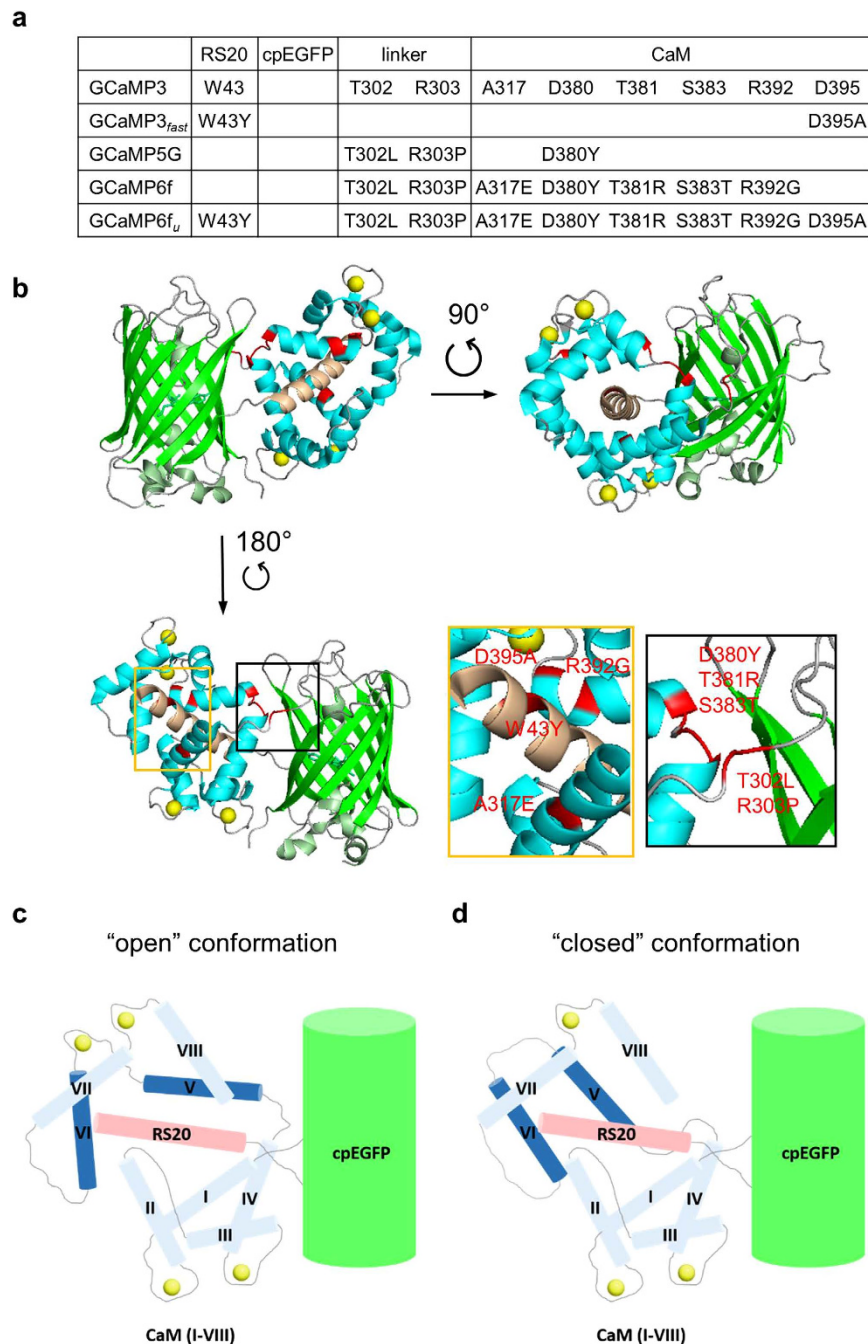 a
RS20 cpEGFP linker CaM
GCaMP3 W43 T302 R303 A317 D380 T381 S383 R392 D395
GCaMP3fast W43Y D395A
GCaMP5G T302L R303P D380Y
GCaMP6f T302L R303P A317E D380Y T381R S383T R392G
GCaMP6fu W43Y T302L R303P A317E D380Y T381R S383T R392G D395A
b
90°
180°
D395A
R392G
W43Y
A317E
D380Y
T381R
S383T
T302L
R303P
c
"open" conformation
VIII
VII
V
VI
RS20
cpEGFP
I
IV
II
III
CaM (I-VIII)
d
"closed" conformation
VIII
VII
V
VI
RS20
cpEGFP
I
IV
II
III
CaM (I-VIII)